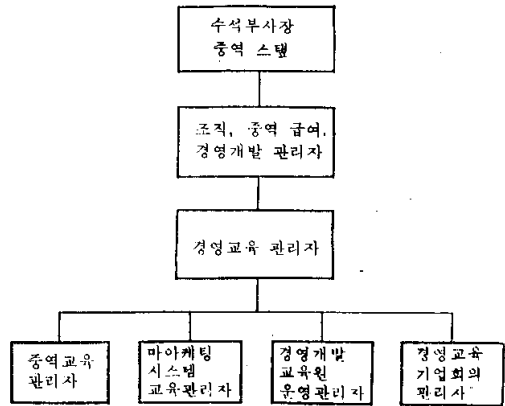 수석부사장
중역 스탶
조직, 중역 급여,
경영개발 관리자
경영교육 관리자
중역교육
관리자
마아케팅
시스템
교육관리자
경영개발
교육원
운영관리자
경영교육
기업회의
관리사